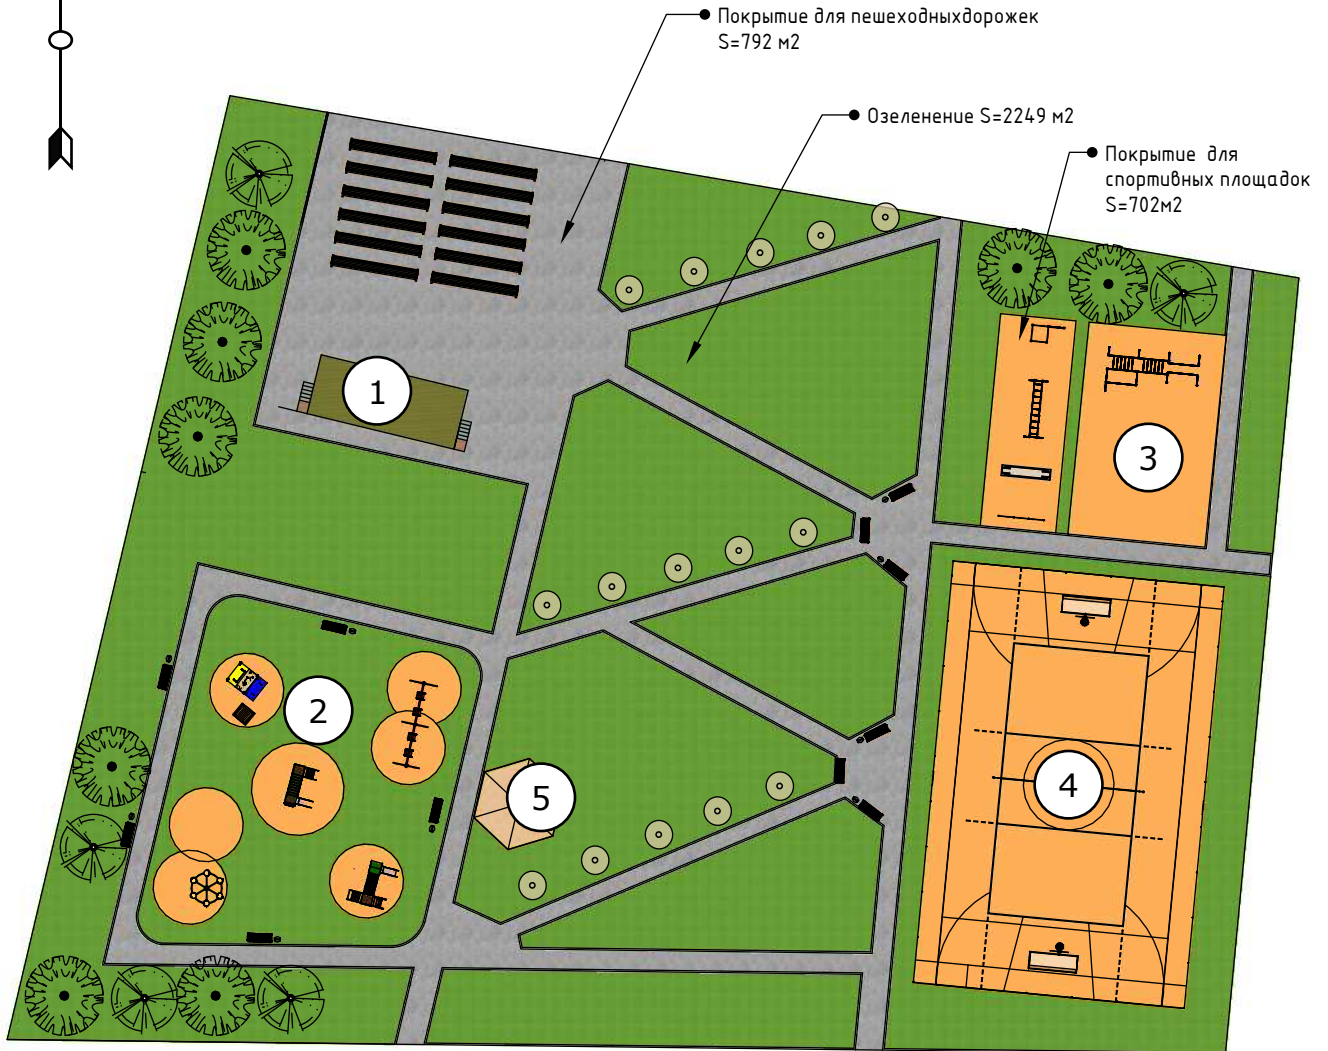 Покрытие для пешеходныхдорожек
S=792 м2
Озеленение S=2249 м2
Покрытие для
спортивных площадок
S=702м2
1
3
2
5
4